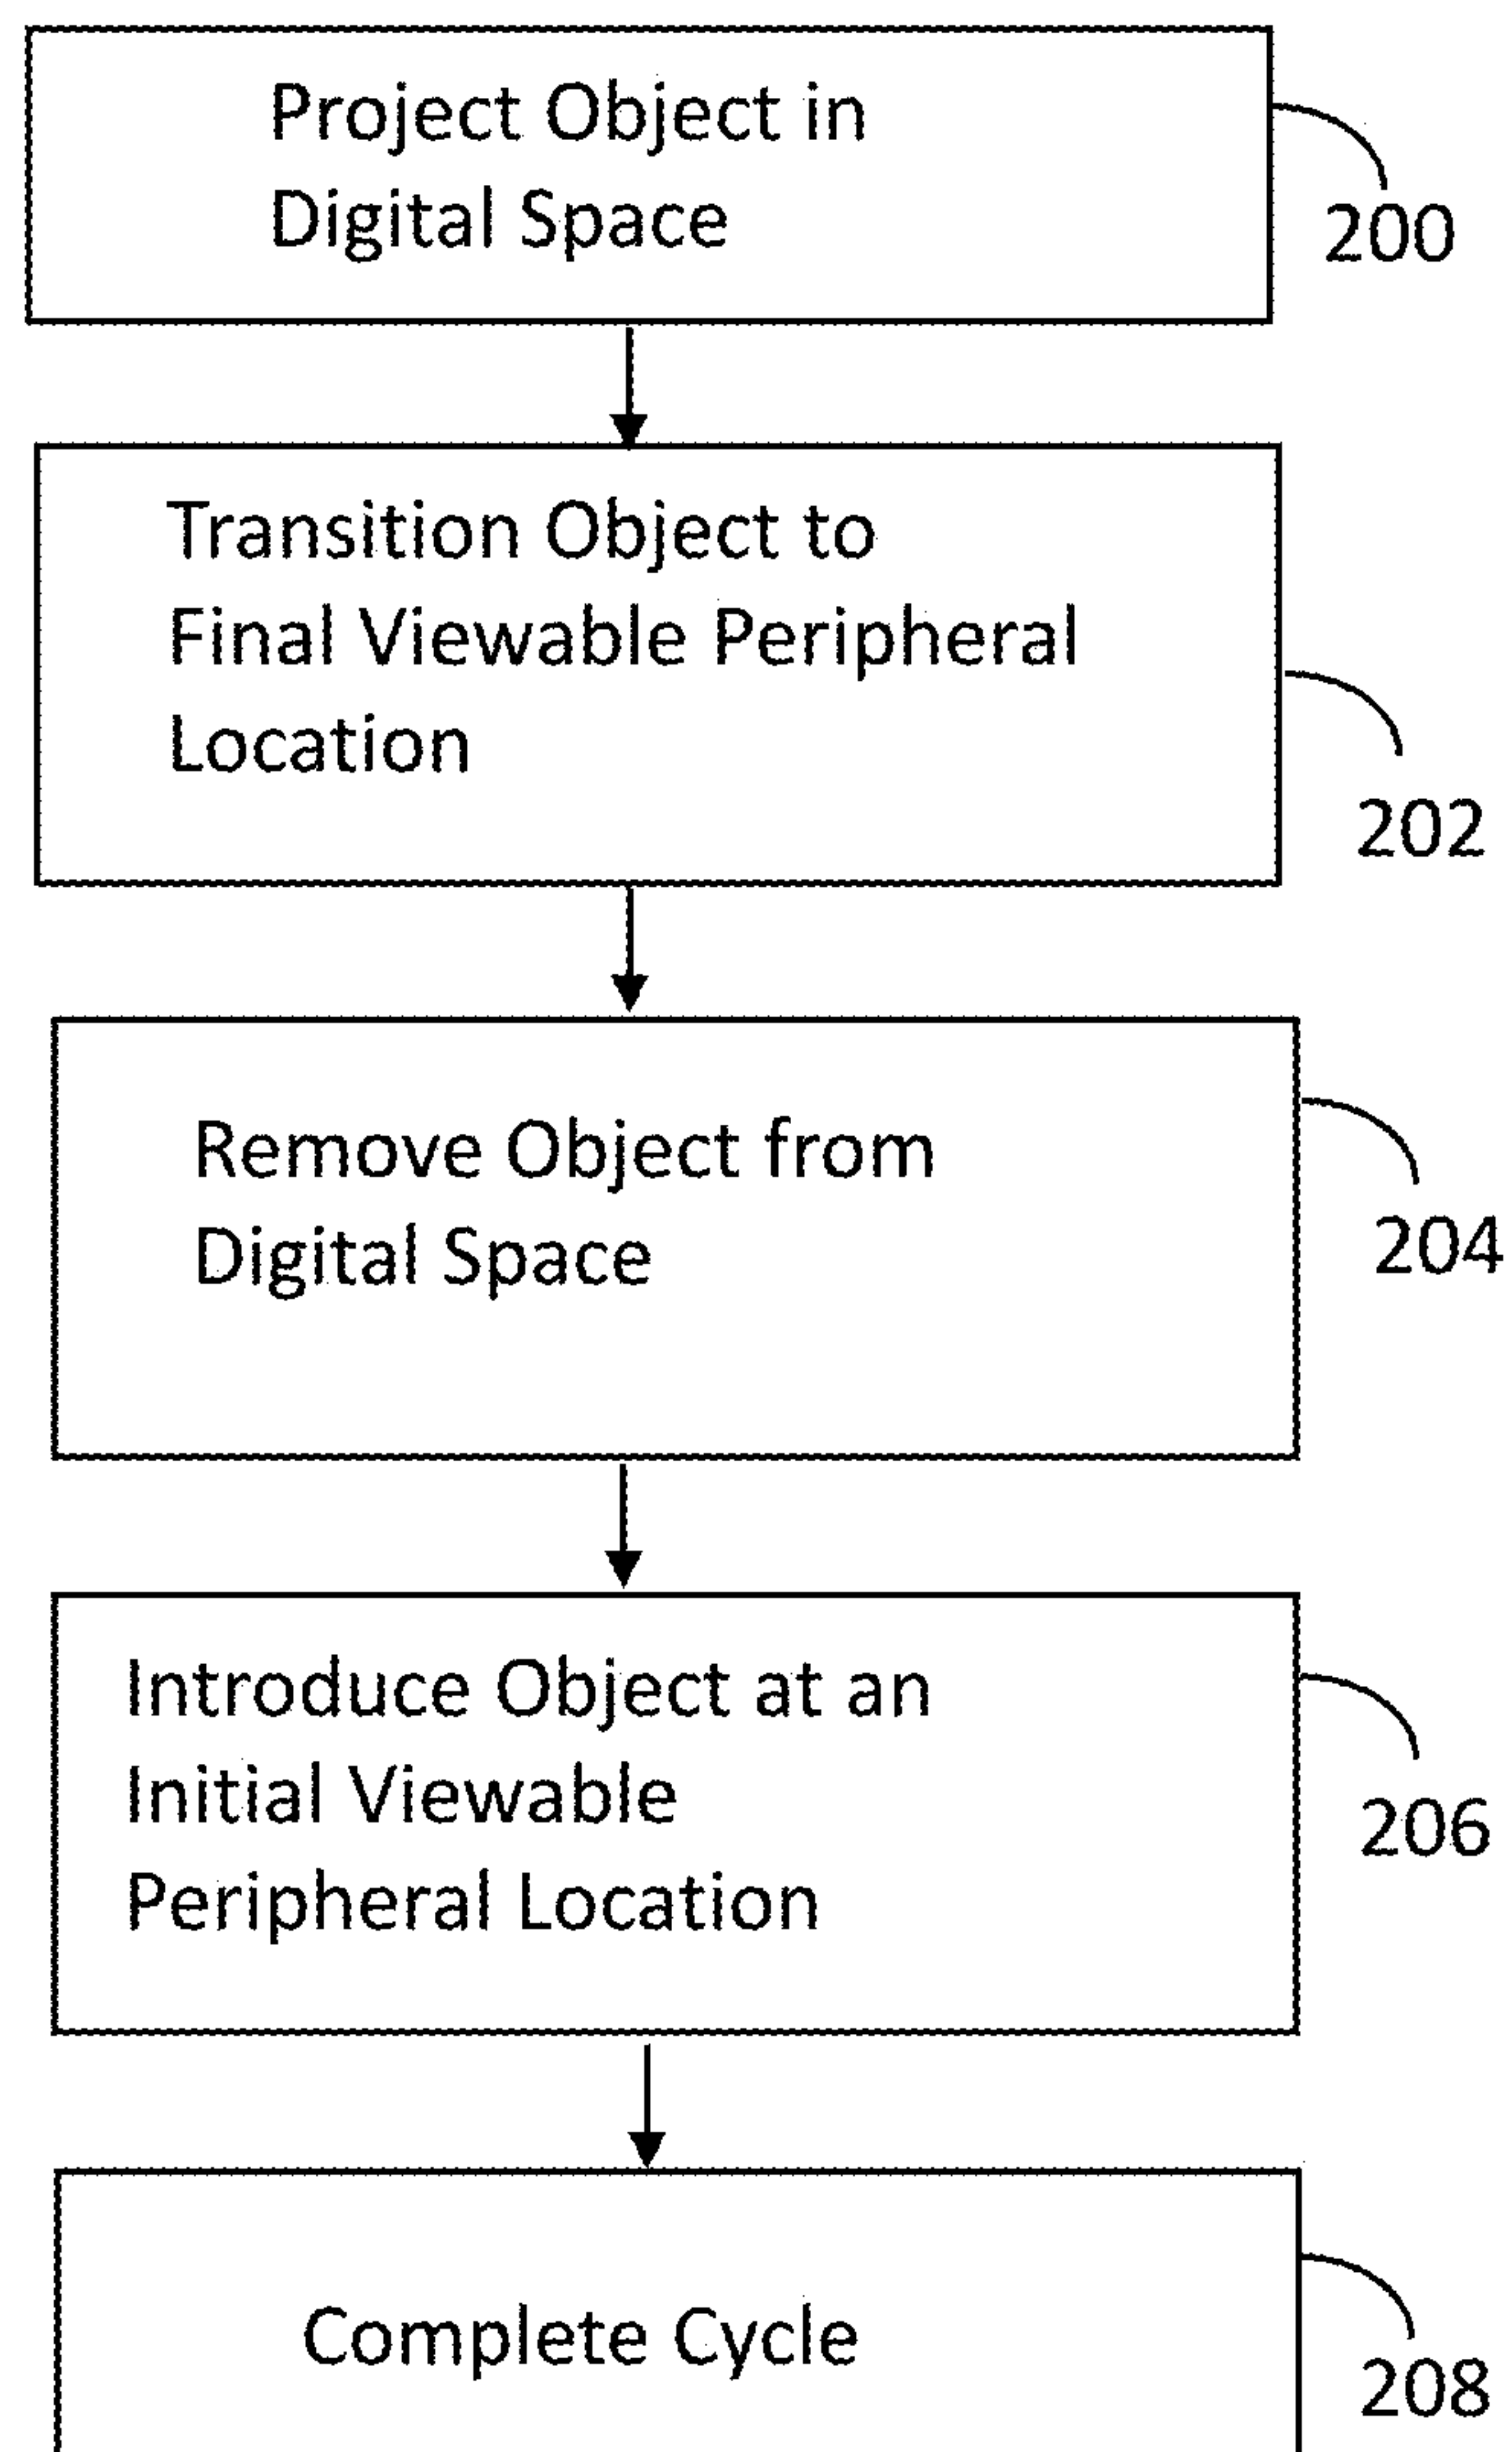 Project Object in
Digital Space
200
Transition Object to
Final Viewable Peripheral
Location
202
Remove Object from
Digital Space
204
Introduce Object at an
Initial Viewable
Peripheral Location
206
Complete Cycle
208